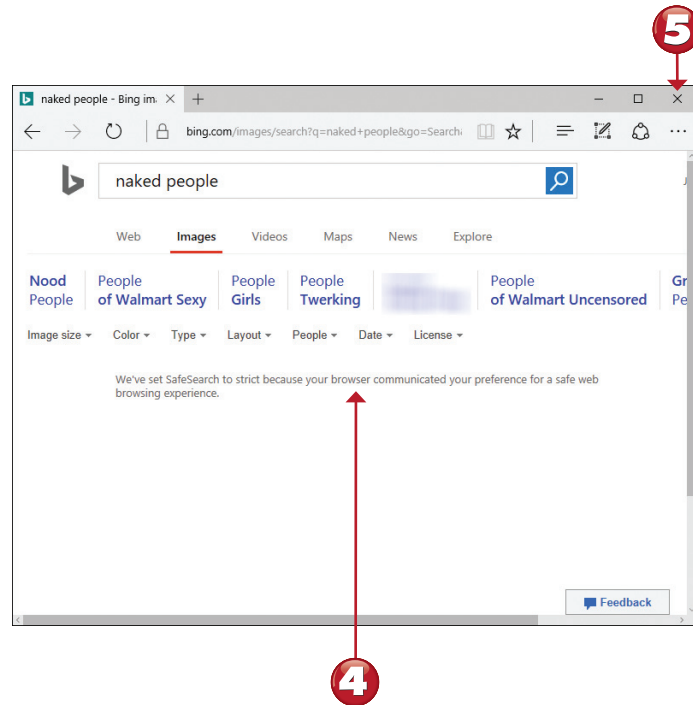 5
naked people - Bing im
bing.com/images/search?q=naked+people&go=Search
naked people
Web Images Videos Maps News Explore
Nood People People of Walmart Sexy People Girls People Twerking People of Walmart Uncensored Gr Pe
Image size Color Type Layout People Date License
We've set SafeSearch to strict because your browser communicated your preference for a safe web
browsing experience.
Feedback
4